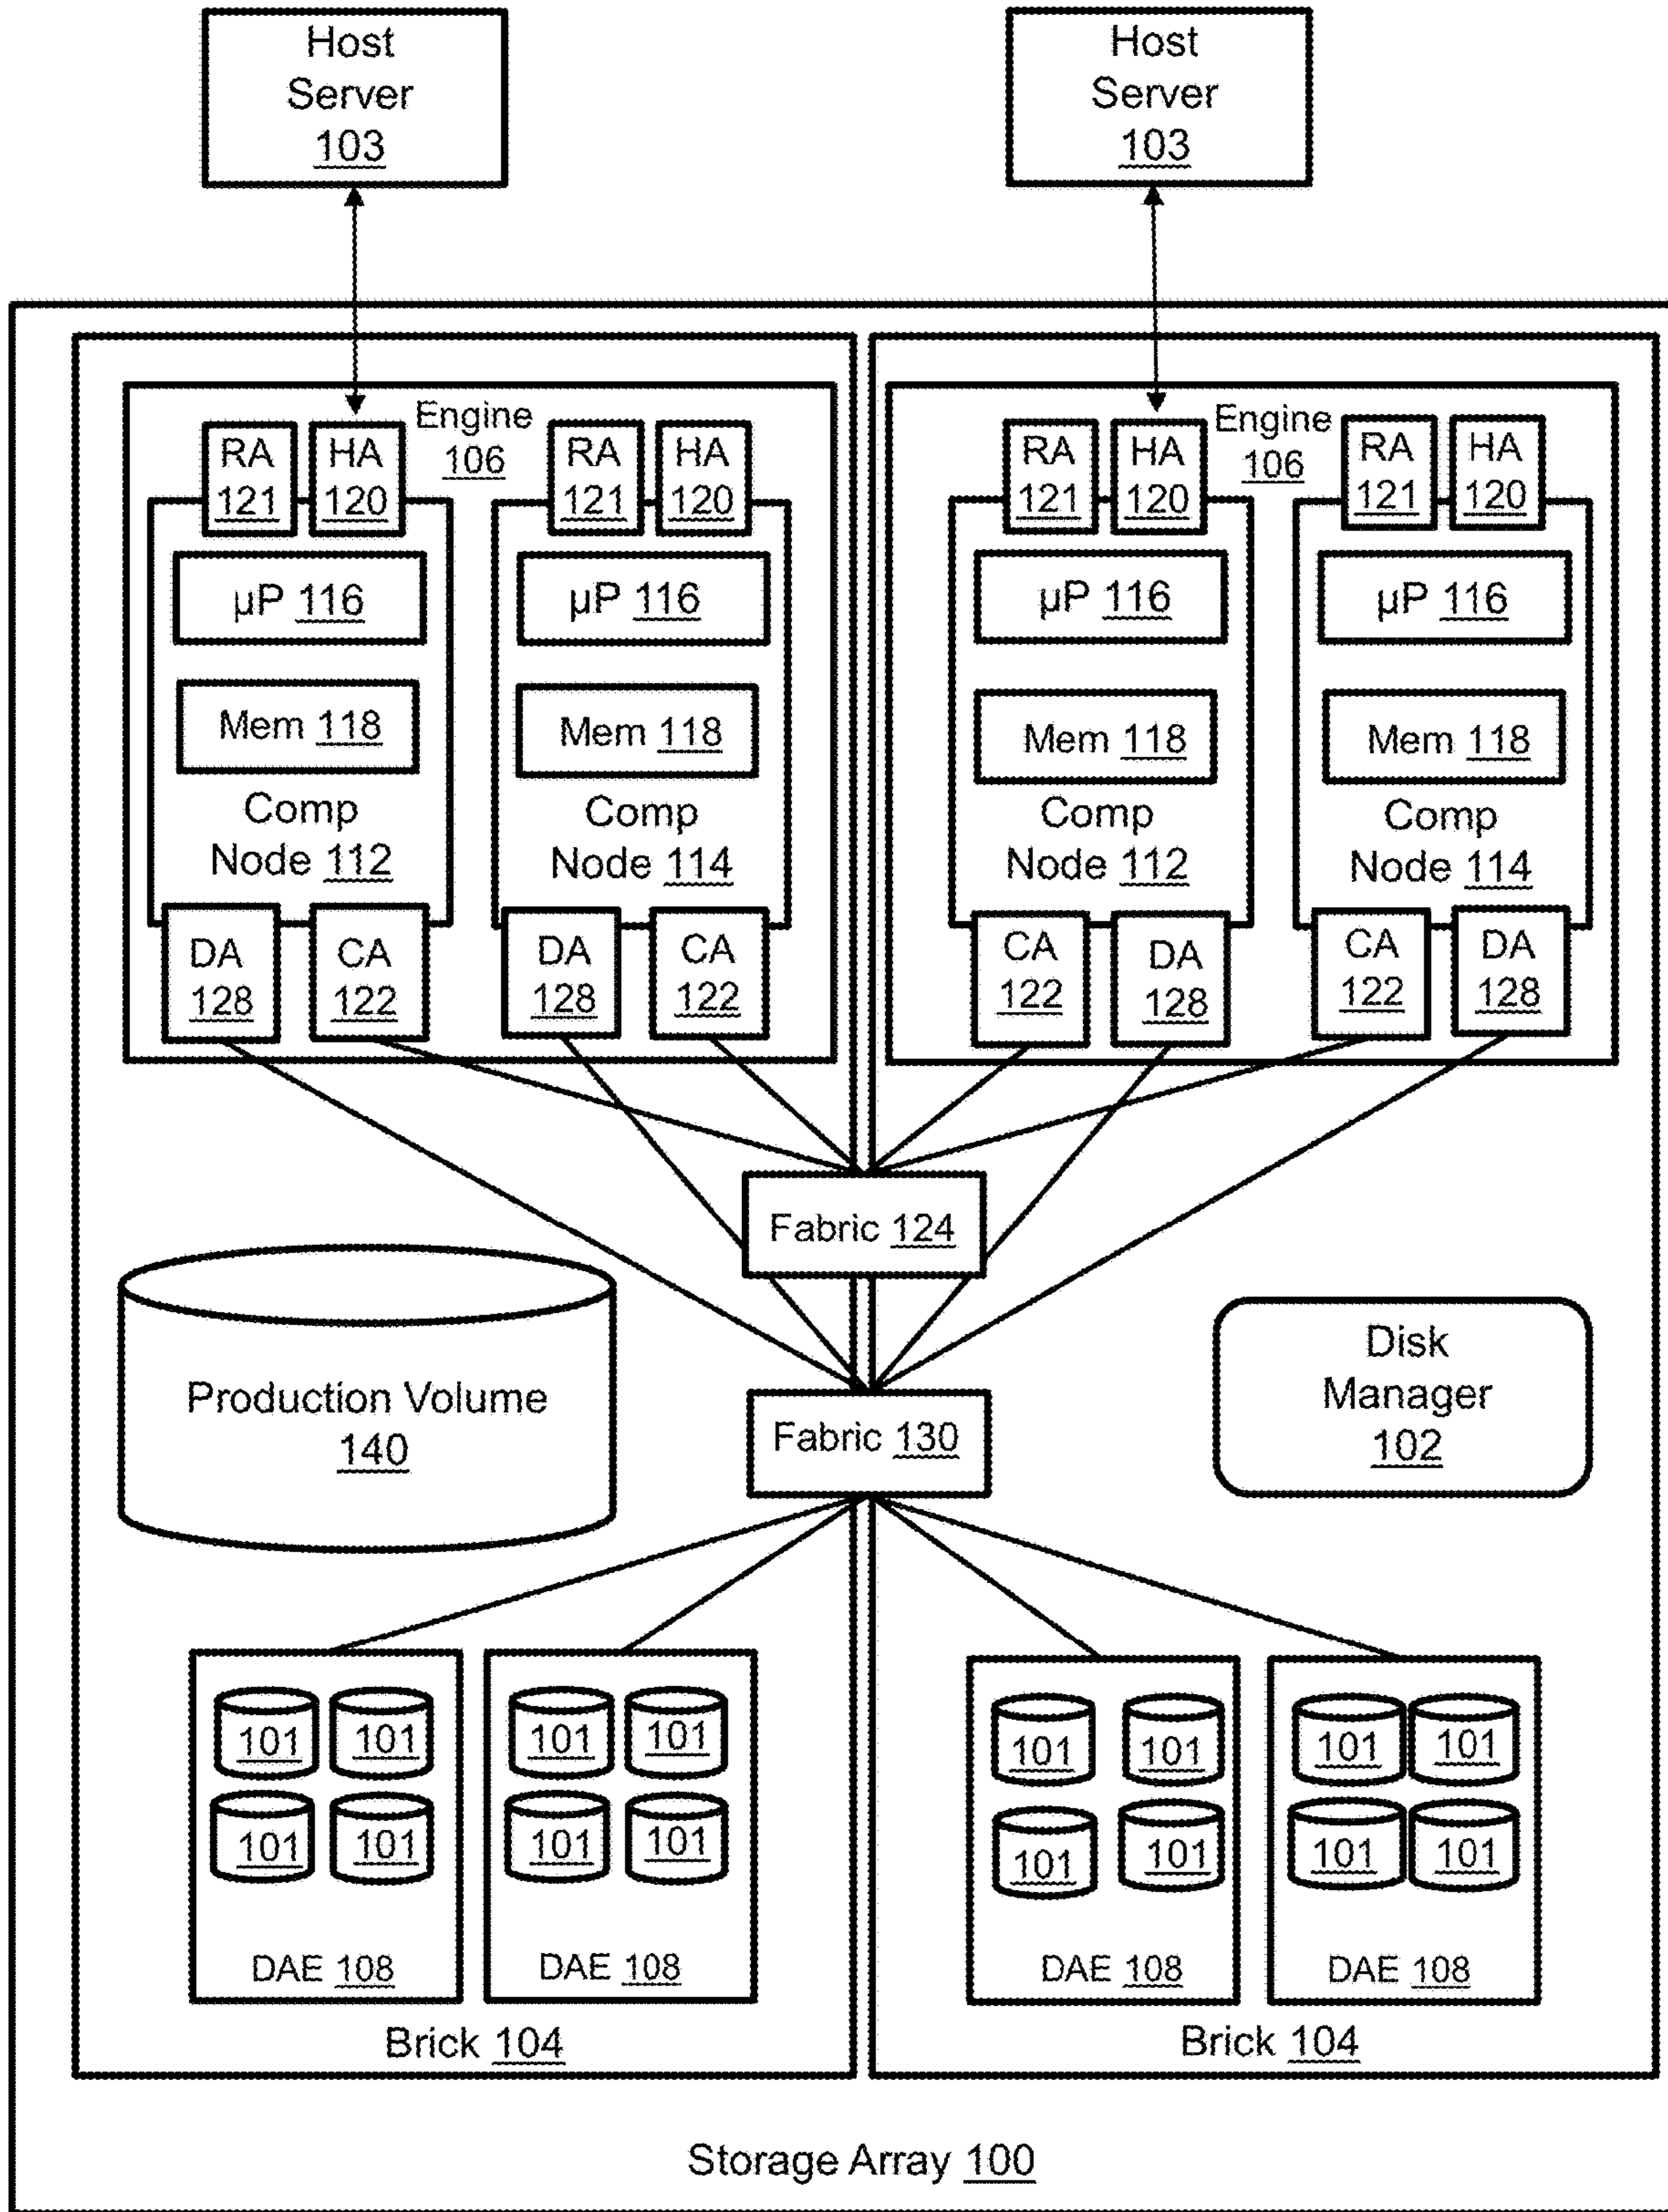 Host
Server
103
Host
Server
103
RA
121
HA
120
Engine
106
RA
121
HA
120
µP 116
µP 116
Mem 118
Mem 118
Comp
Node 112
Comp
Node 114
DA
128
CA
122
DA
128
CA
122
RA
121
HA
120
Engine
106
RA
121
HA
120
µP 116
µP 116
Mem 118
Mem 118
Comp
Node 112
Comp
Node 114
CA
122
DA
128
CA
122
DA
128
Fabric 124
Production Volume
140
Fabric 130
Disk
Manager
102
101 101
101 101
DAE 108
101 101
101 101
DAE 108
101 101
101 101
DAE 108
101 101
101 101
DAE 108
Brick 104
Brick 104
Storage Array 100